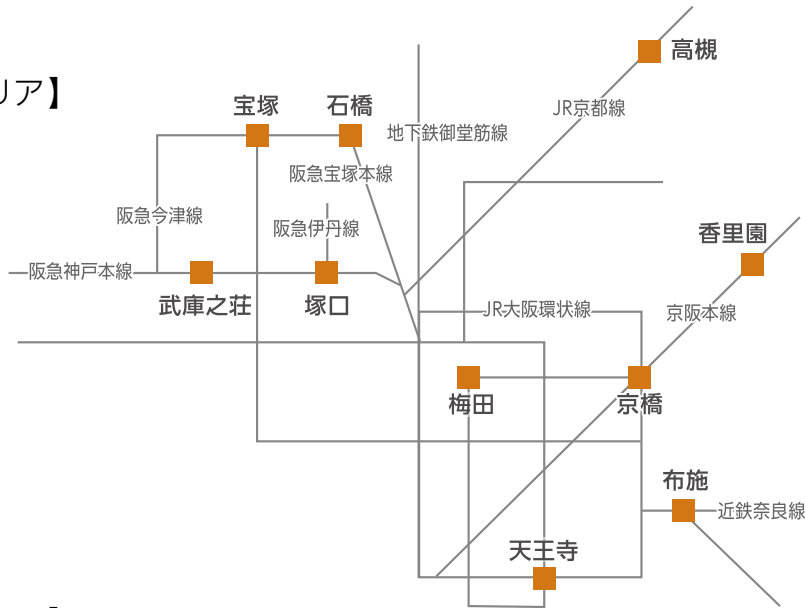 高槻
リア】
宝塚
石橋
JR京都線
地下鉄御堂筋線
阪急宝塚本線
阪急今津線
阪急伊丹線
香里園
阪急神戸本線
武庫之荘
塚口
JR大阪環状線
京阪本線
梅田
京橋
布施
近鉄奈良線
天王寺